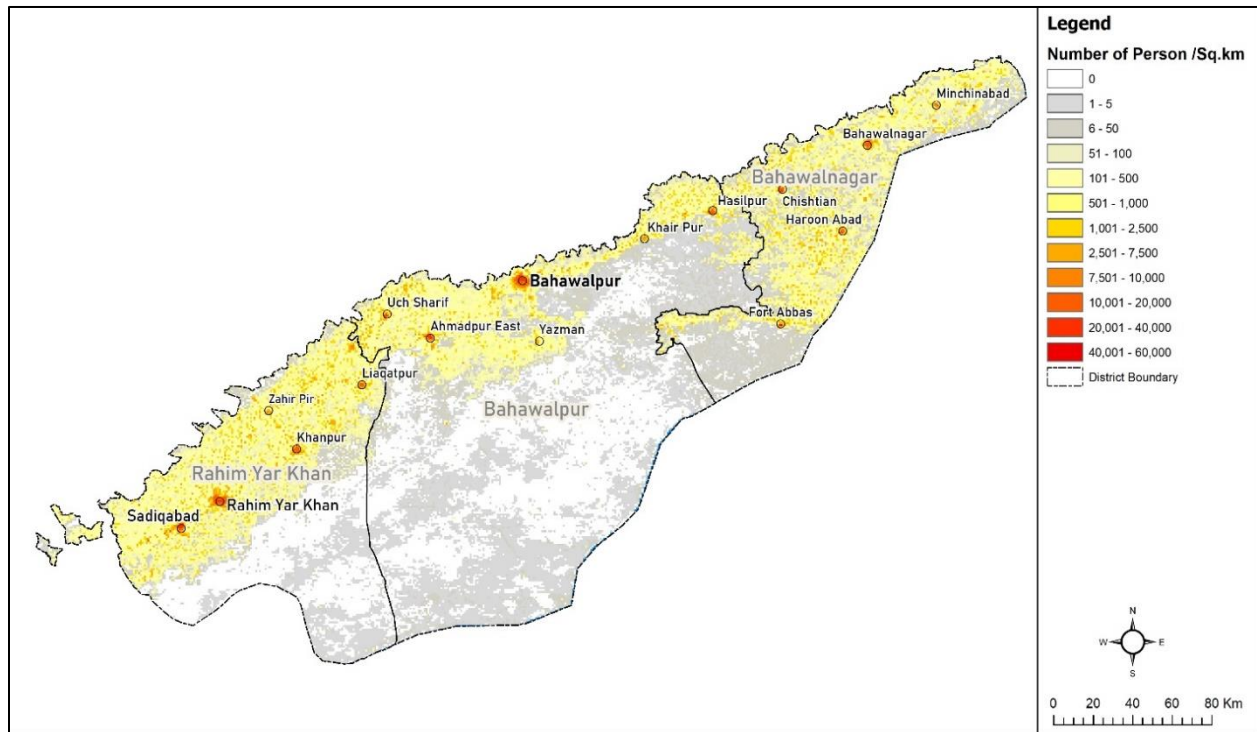 Legend
Number of Person /Sq.km
0
1 - 5
6 - 50
51 - 100
101 - 500
501 - 1,000
1,001 - 2,500
2,501 - 7,500
7,501 - 10,000
10,001 - 20,000
20,001 - 40,000
40,001 - 60,000
District Boundary
Minchinabad
Bahawalnagar
Bahawalnagar
Chishtian
Hasilpur
Haroon Abad
Khair Pur
Bahawalpur
Uch Sharif
Fort Abbas
Ahmadpur East
Yazman
Liaqatpur
Zahir Pir
Bahawalpur
Khanpur
Rahim Yar Khan
Rahim Yar Khan
Sadiqabad
N
W
E
S
0 20 40 60 80 Km